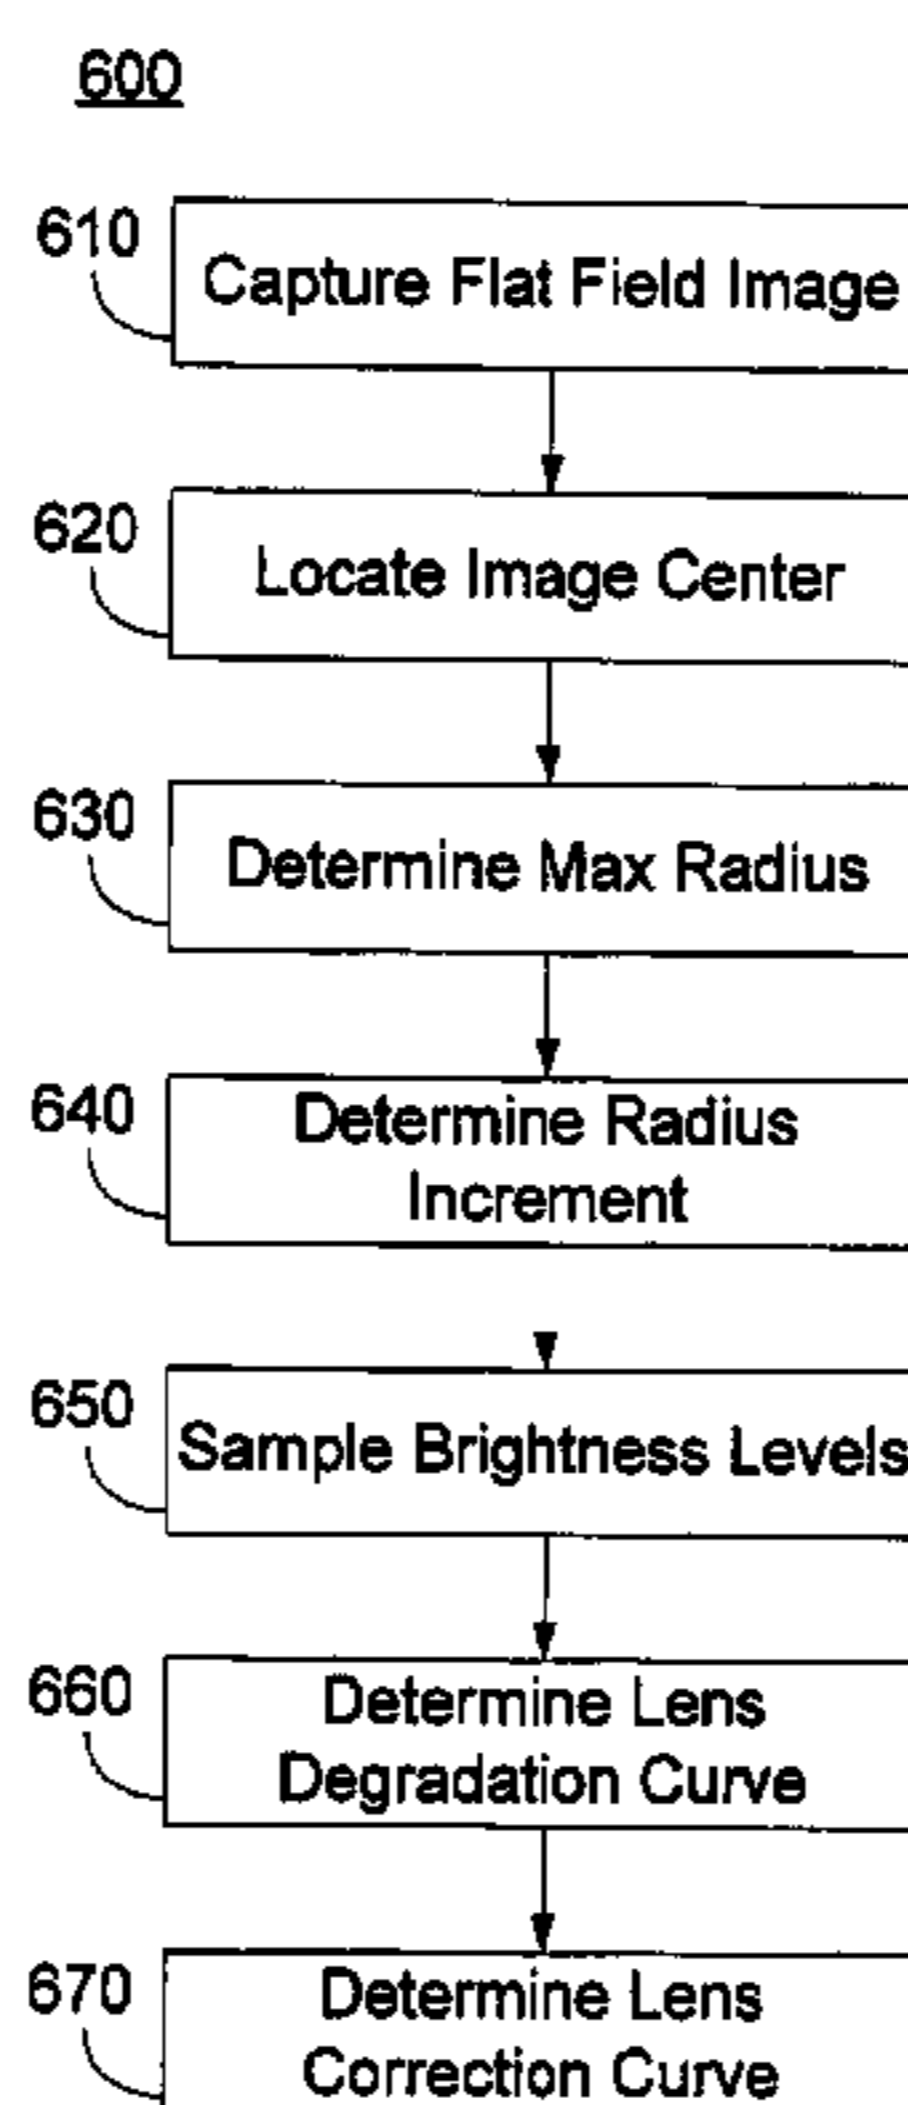 600
610
Capture Flat Field Image
620
Locate Image Center
630
Determine Max Radius
640
Determine Radius
Increment
650
Sample Brightness Levels
660
Determine Lens
Degradation Curve
670
Determine Lens
Correction Curve